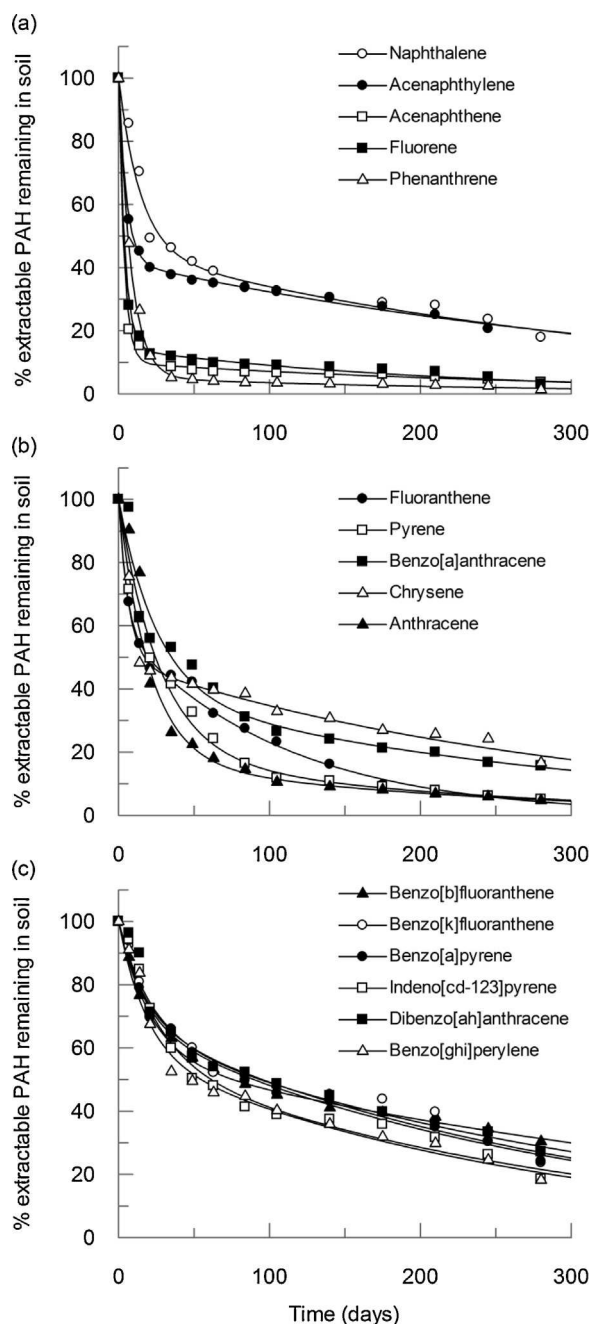 (a)
% extractable PAH remaining in soil
100
80
60
40
20
0
Naphthalene
Acenaphthylene
Acenaphthene
Fluorene
Phenanthrene
0 50 100 200 300
(b)
% extractable PAH remaining in soil
100
80
60
40
20
0
Fluoranthene
Pyrene
Benzo[a]anthracene
Chrysene
Anthracene
0 50 100 200 300
(c)
% extractable PAH remaining in soil
100
80
60
40
20
0
Benzo[b]fluoranthene
Benzo[k]fluoranthene
Benzo[a]pyrene
Indeno[cd-123]pyrene
Dibenzo[ah]anthracene
Benzo[ghi]perylene
0 50 100 200 300
Time (days)